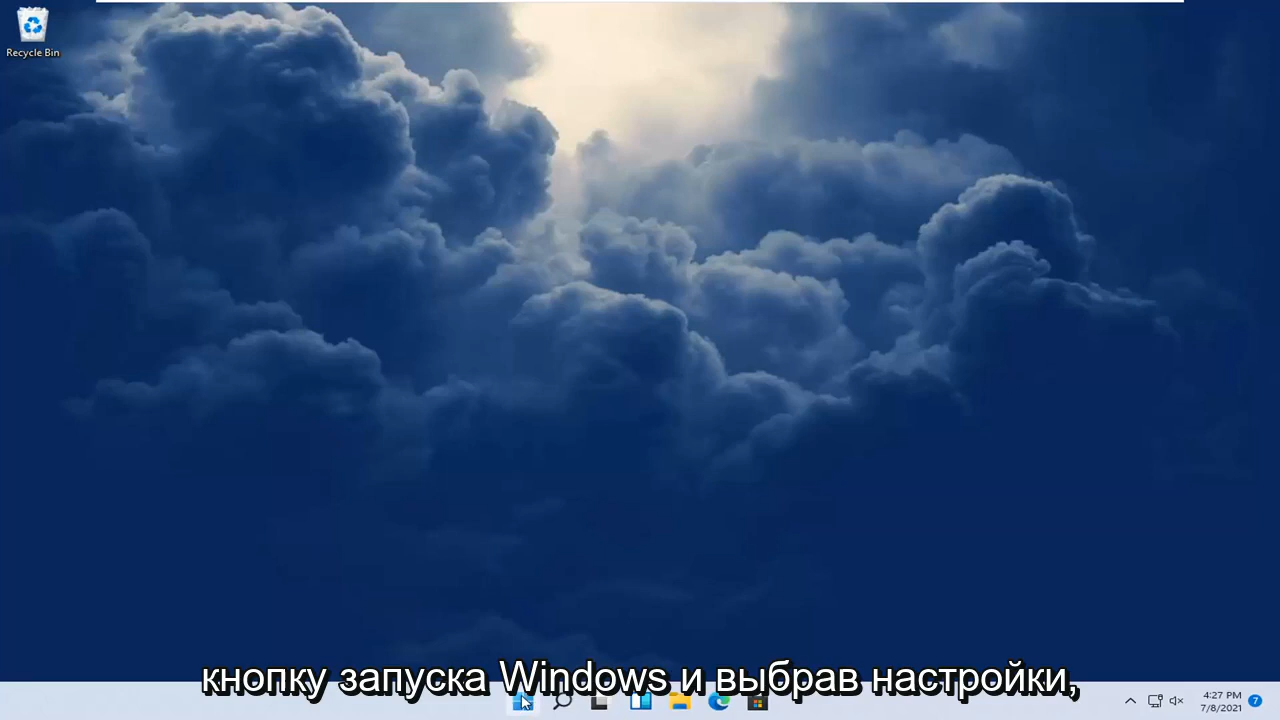 Recycle Bin
кнопку запуска Windows и выбрав настройки,
4:27 PM
7/8/2021
7